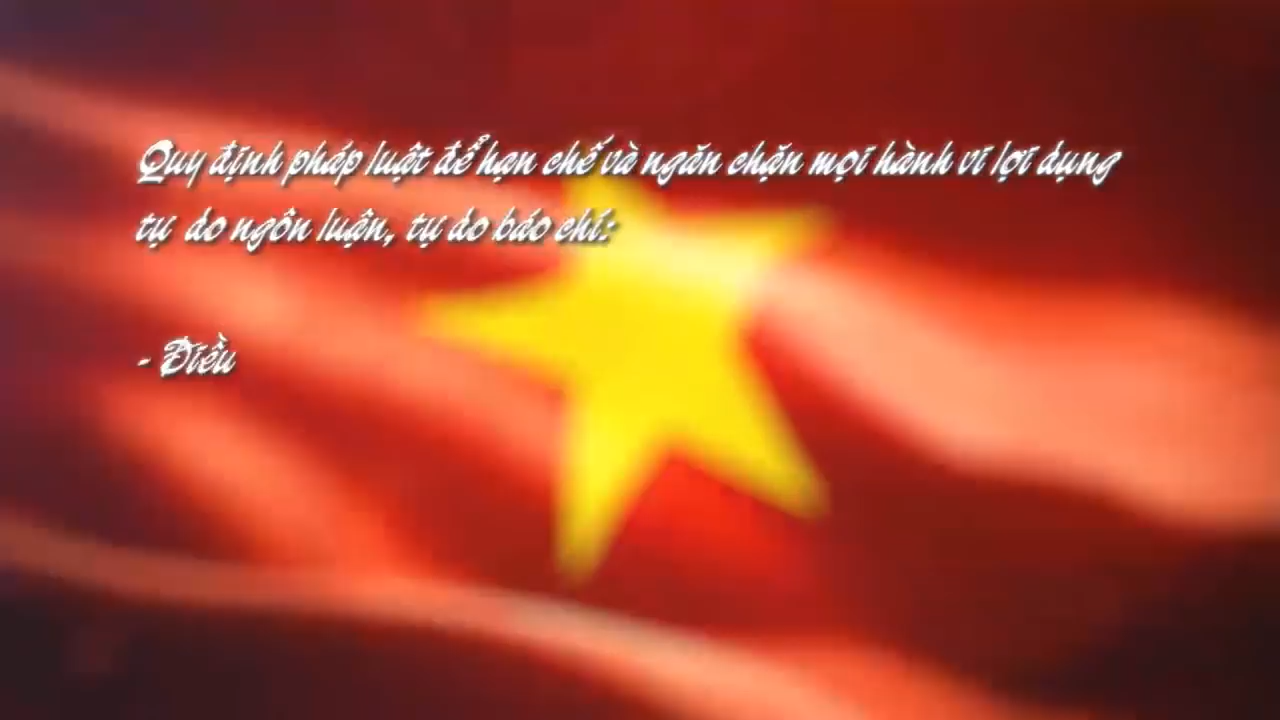 Quy định pháp luật để hạn chế và ngăn chặn mọi hành vi lợi dụng
tự do ngôn luận, tự do báo chí:
- Điều